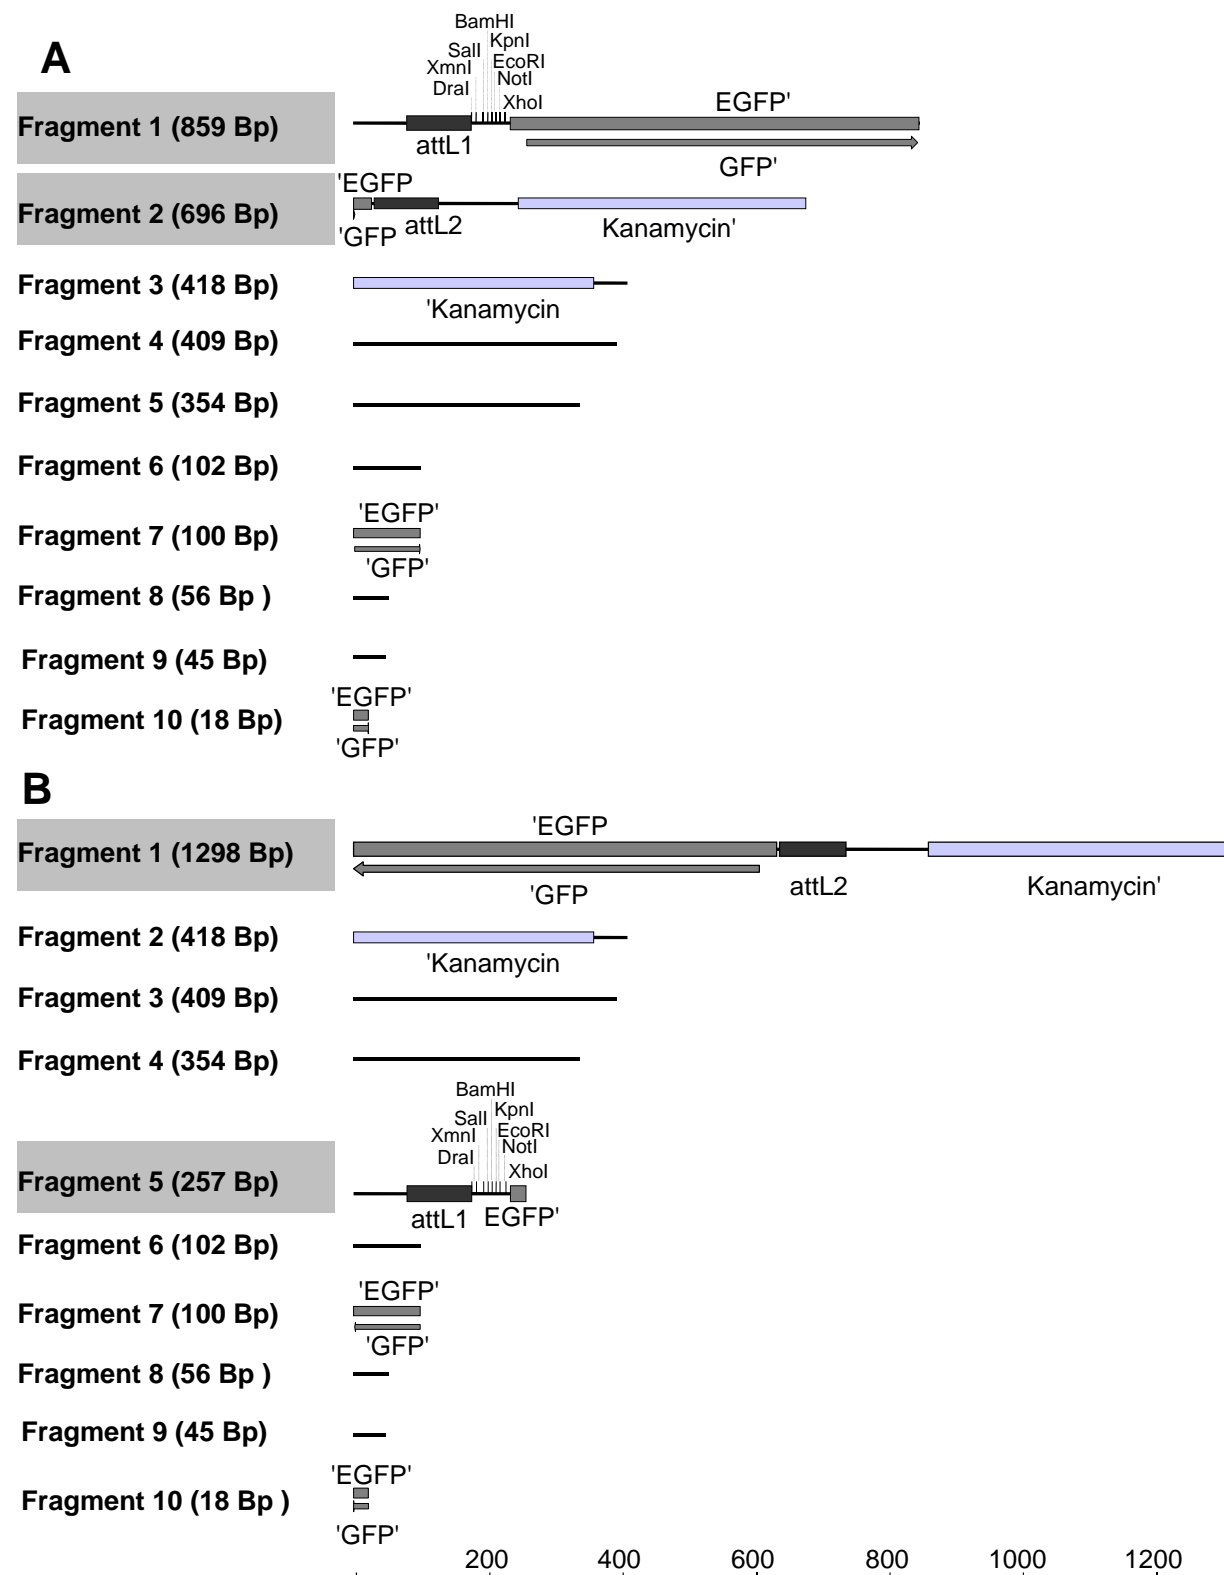 A
BamHI
KpnI
SalI
EcoRI
XmnI
NotI
DraI
XhoI
EGFP'
Fragment 1 (859 Bp)
attL1
GFP'
'EGFP
Fragment 2 (696 Bp)
'GFP
attL2
Kanamycin'
Fragment 3 (418 Bp)
'Kanamycin
Fragment 4 (409 Bp)
Fragment 5 (354 Bp)
Fragment 6 (102 Bp)
'EGFP'
Fragment 7 (100 Bp)
'GFP'
Fragment 8 (56 Bp )
Fragment 9 (45 Bp)
'EGFP'
Fragment 10 (18 Bp)
'GFP'
B
'EGFP
Fragment 1 (1298 Bp)
'GFP
attL2
Kanamycin'
Fragment 2 (418 Bp)
'Kanamycin
Fragment 3 (409 Bp)
Fragment 4 (354 Bp)
BamHI
KpnI
SalI
EcoRI
XmnI
NotI
DraI
XhoI
Fragment 5 (257 Bp)
attL1
EGFP'
Fragment 6 (102 Bp)
'EGFP'
Fragment 7 (100 Bp)
'GFP'
Fragment 8 (56 Bp )
Fragment 9 (45 Bp)
'EGFP'
Fragment 10 (18 Bp )
'GFP'
200 400 600 800 1000 1200